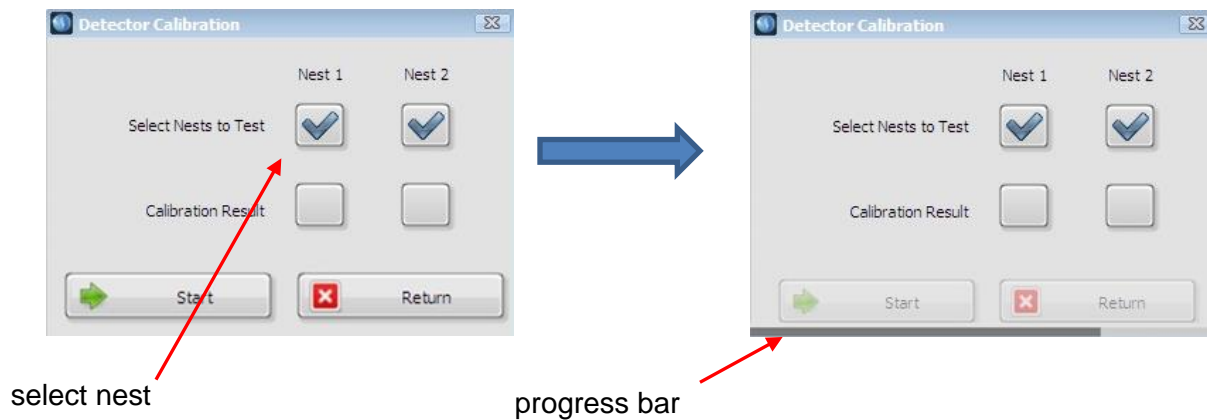 Detector Calibration
Nest 1 Nest 2
Select Nests to Test
Calibration Result
Start Return
select nest
Detector Calibration
Nest 1 Nest 2
Select Nests to Test
Calibration Result
Start Return
progress bar